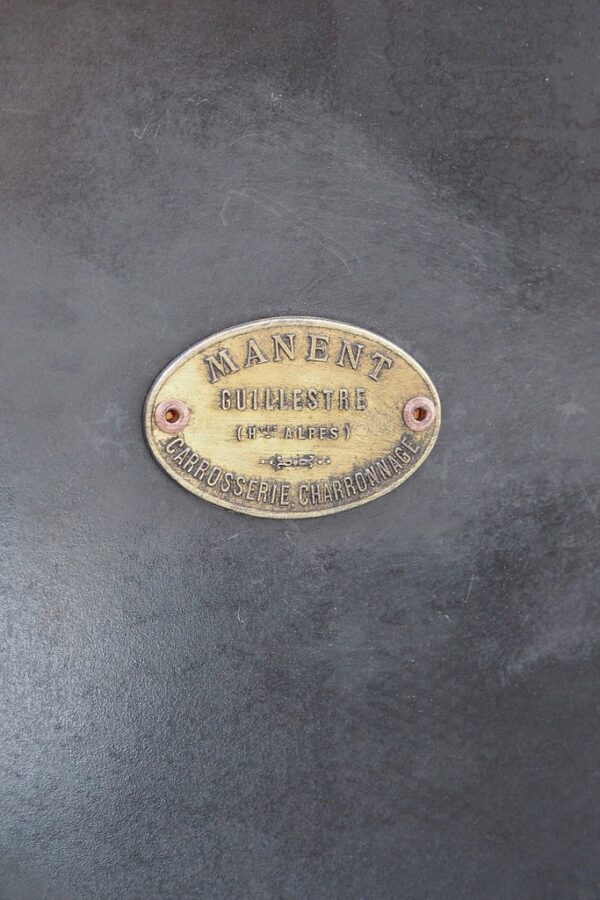 MANENT
GUILLESTRE
(Htes ALPES)
CARROSSERIE, CHARRONNAGE